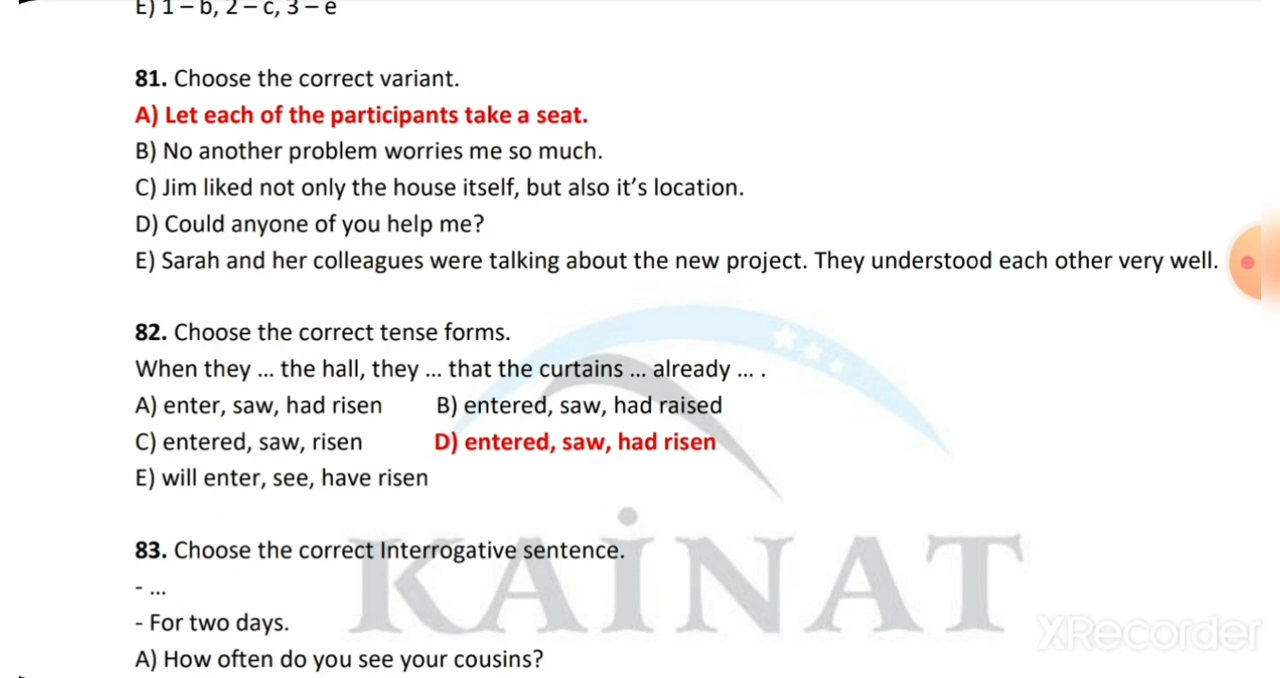 E) 1 – b, 2 – c, 3 – e
81. Choose the correct variant.
A) Let each of the participants take a seat.
B) No another problem worries me so much.
C) Jim liked not only the house itself, but also it’s location.
D) Could anyone of you help me?
E) Sarah and her colleagues were talking about the new project. They understood each other very well.
82. Choose the correct tense forms.
When they ... the hall, they ... that the curtains ... already ... .
A) enter, saw, had risen B) entered, saw, had raised
C) entered, saw, risen D) entered, saw, had risen
E) will enter, see, have risen
83. Choose the correct Interrogative sentence.
- ...
- For two days.
A) How often do you see your cousins?
KAİNAT
XRecorder